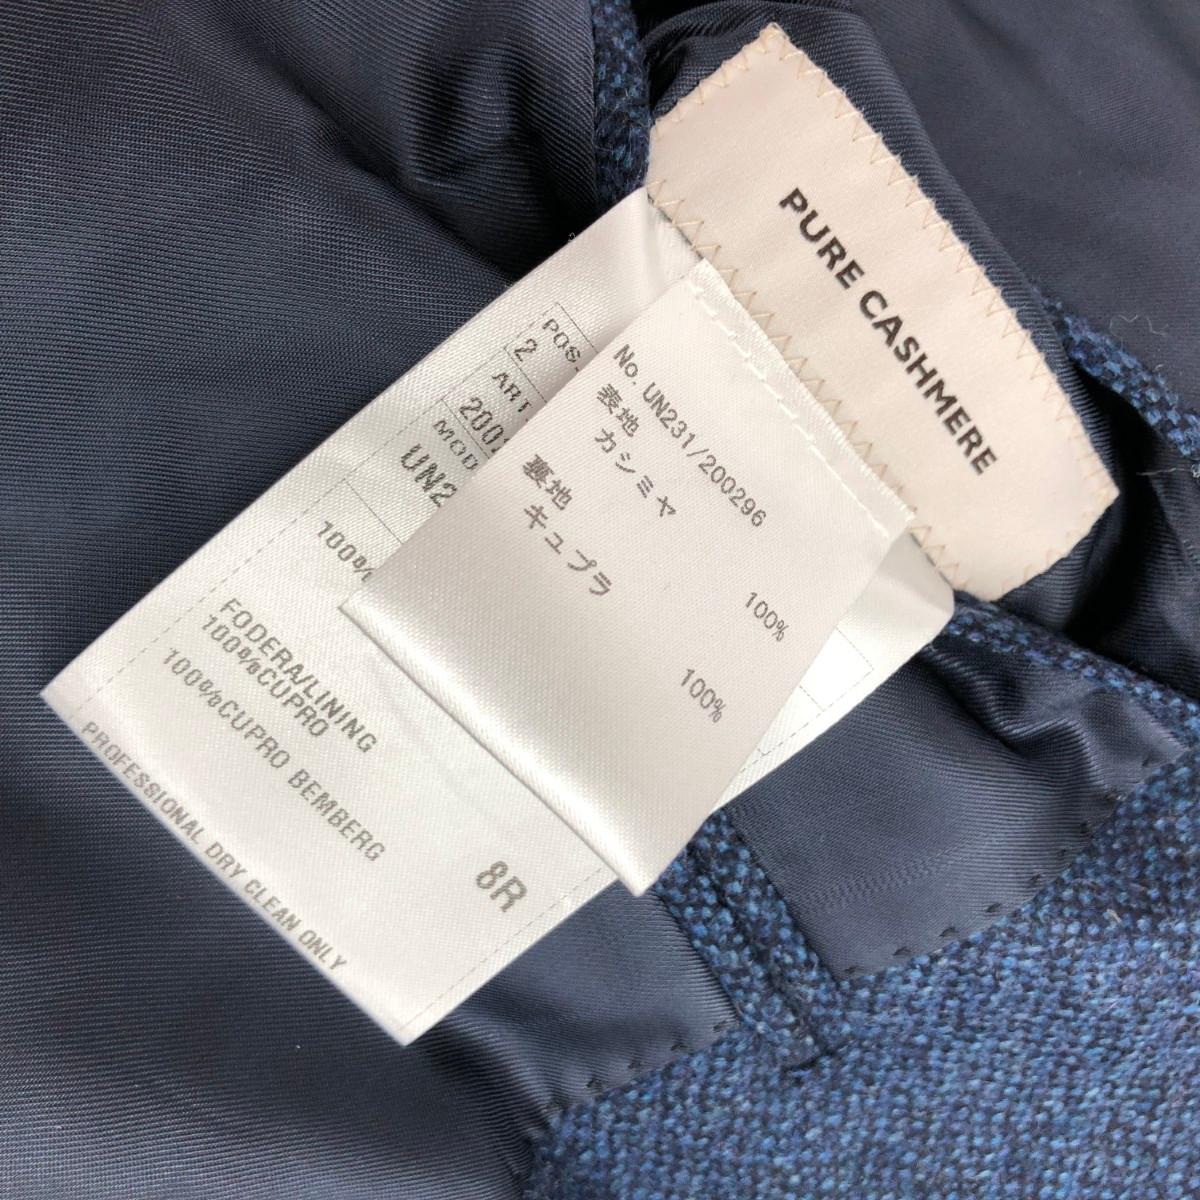 PURE CASHMERE
No. UN231/200296
表地
カシミヤ 100%
裏地
キュプラ 100%
POS.
2
ART
200
MOD
UN2
100%
FODERA/LINING
100%CUPRO
100%CUPRO BEMBERG
8R
PROFESSIONAL DRY CLEAN ONLY